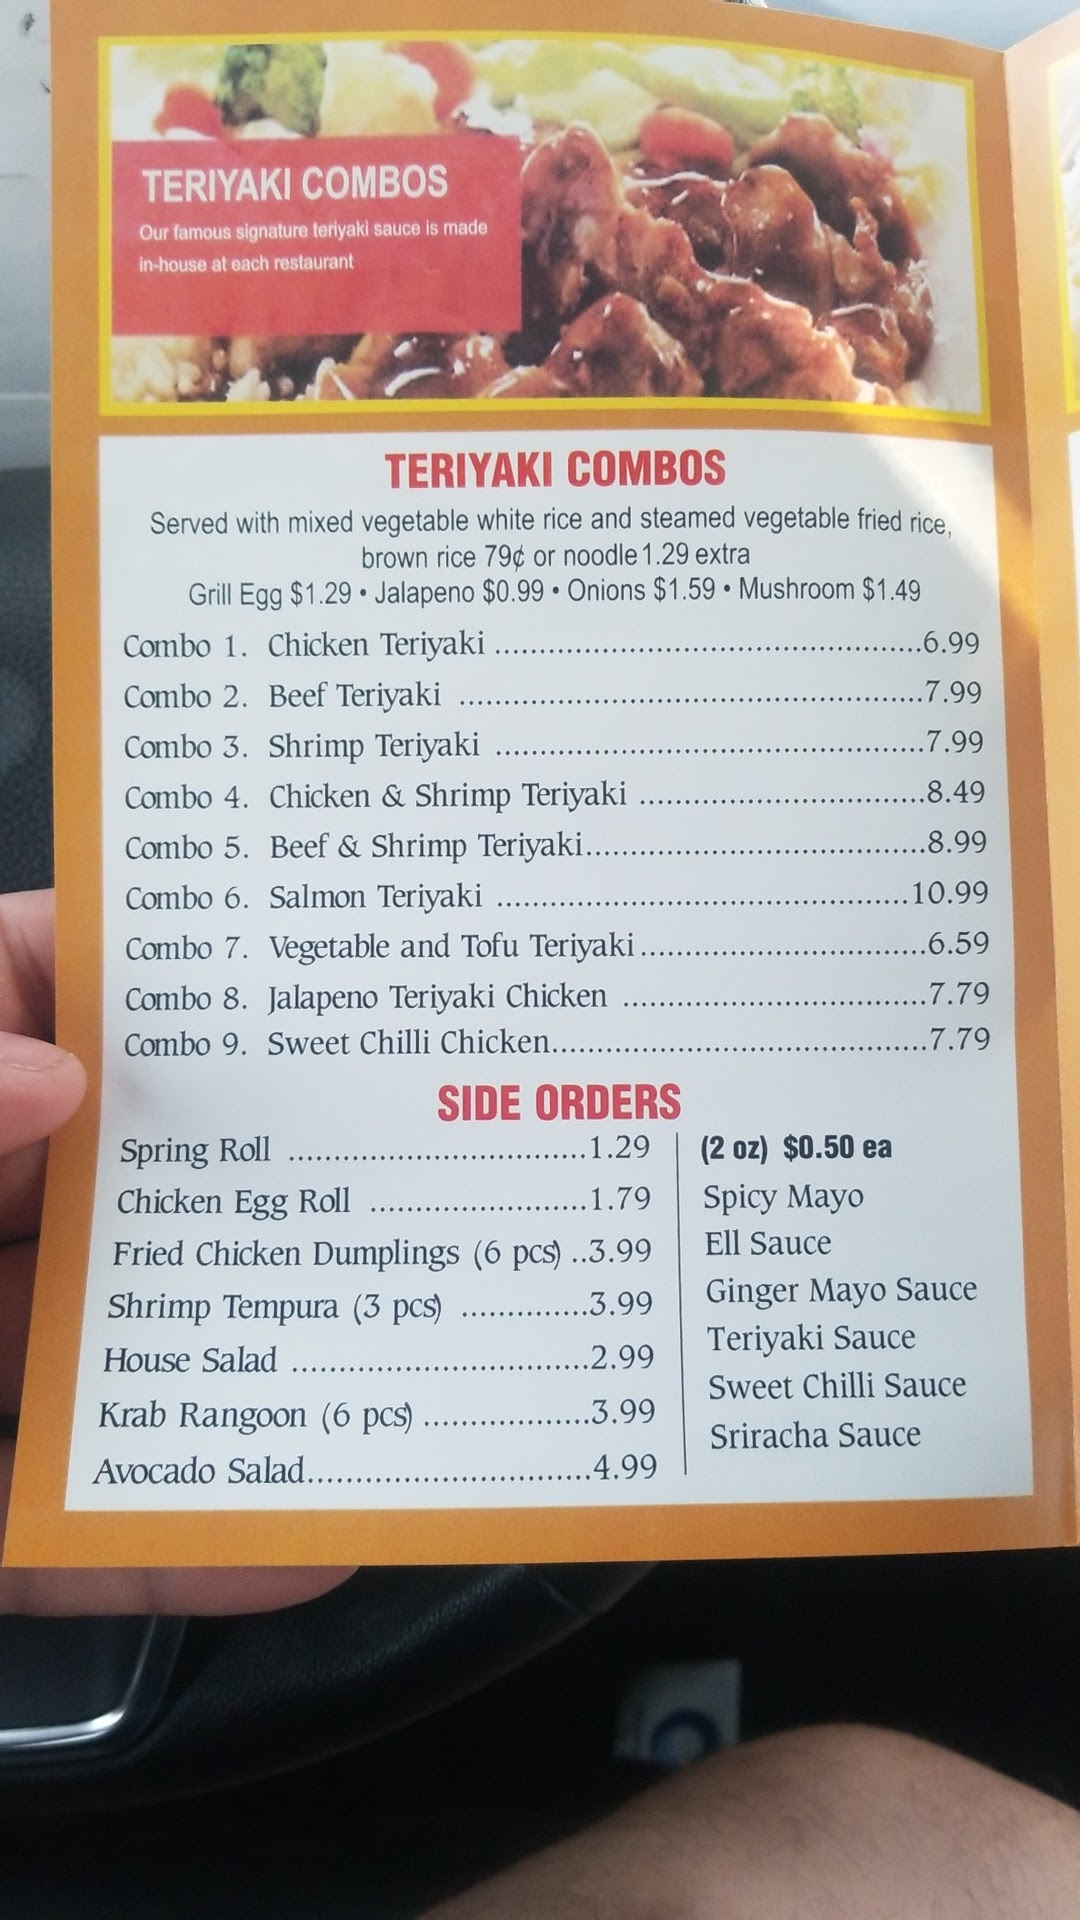 TERIYAKI COMBOS
Our famous signature teriyaki sauce is made
in-house at each restaurant
TERIYAKI COMBOS
Served with mixed vegetable white rice and steamed vegetable fried rice,
brown rice 79¢ or noodle 1.29 extra
Grill Egg $1.29 • Jalapeno $0.99 • Onions $1.59 • Mushroom $1.49
Combo 1. Chicken Teriyaki ..............................................6.99
Combo 2. Beef Teriyaki ..................................................7.99
Combo 3. Shrimp Teriyaki ..............................................7.99
Combo 4. Chicken & Shrimp Teriyaki ...............................8.49
Combo 5. Beef & Shrimp Teriyaki.....................................8.99
Combo 6. Salmon Teriyaki ............................................10.99
Combo 7. Vegetable and Tofu Teriyaki...............................6.59
Combo 8. Jalapeno Teriyaki Chicken .................................7.79
Combo 9. Sweet Chilli Chicken.........................................7.79
SIDE ORDERS
Spring Roll ................................1.29
Chicken Egg Roll .......................1.79
Fried Chicken Dumplings (6 pcs) ..3.99
Shrimp Tempura (3 pcs) .............3.99
House Salad ................................2.99
Krab Rangoon (6 pcs) .................3.99
Avocado Salad..............................4.99
(2 oz) $0.50 ea
Spicy Mayo
Ell Sauce
Ginger Mayo Sauce
Teriyaki Sauce
Sweet Chilli Sauce
Sriracha Sauce